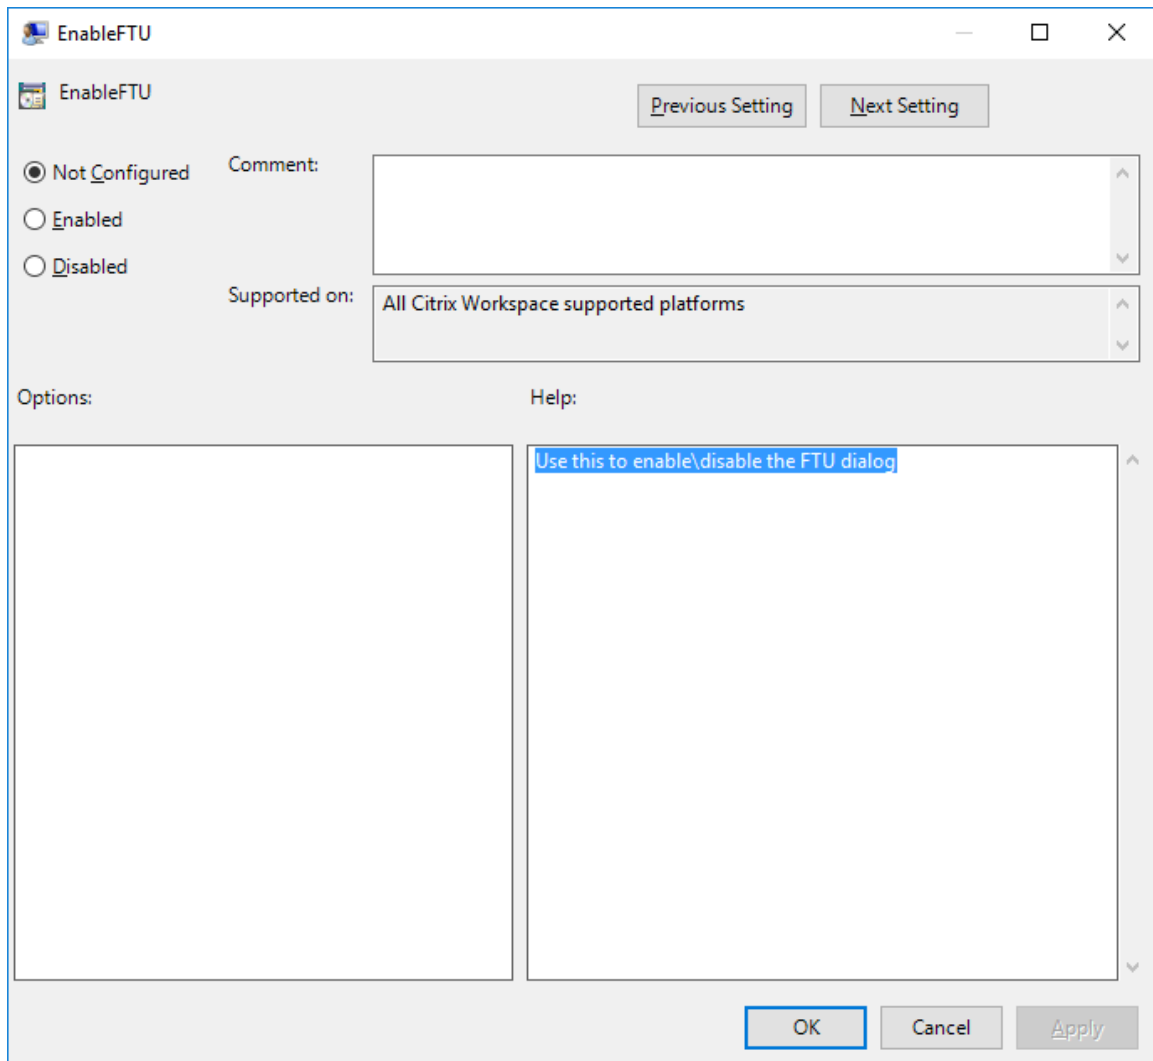 EnableFTU
EnableFTU
Previous Setting
Next Setting
Not Configured
Comment:
Enabled
Disabled
Supported on:
All Citrix Workspace supported platforms
Options:
Help:
Use this to enable\disable the FTU dialog
OK
Cancel
Apply